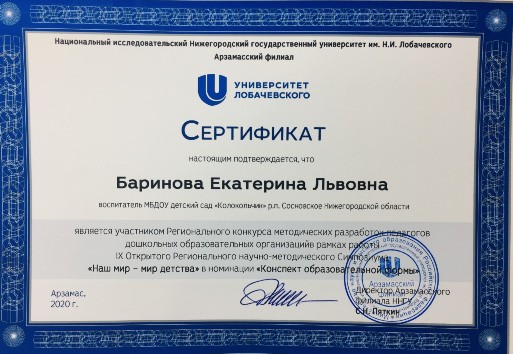 Национальный исследовательский Нижегородский государственный университет им. Н.И. Лобачевского
Арзамасский филиал
УНИВЕРСИТЕТ
ЛОБАЧЕВСКОГО
СЕРТИФИКАТ
настоящим подтверждается, что
Баринова Екатерина Львовна
воспитатель МБДОУ детский сад «Колокольчик» р.п. Сосновское Нижегородской области
является участником Регионального конкурса методических разработок педагогов
дошкольных образовательных организаций в рамках работы
IX Открытого Регионального научно-методического Симпозиума
«Наш мир – мир детства» в номинации «Конспект образовательной формы»
Арзамас,
2020 г.
Директор Арзамасского
филиала ННГУ
С.Н. Пяткин
Арзамасский
филиал